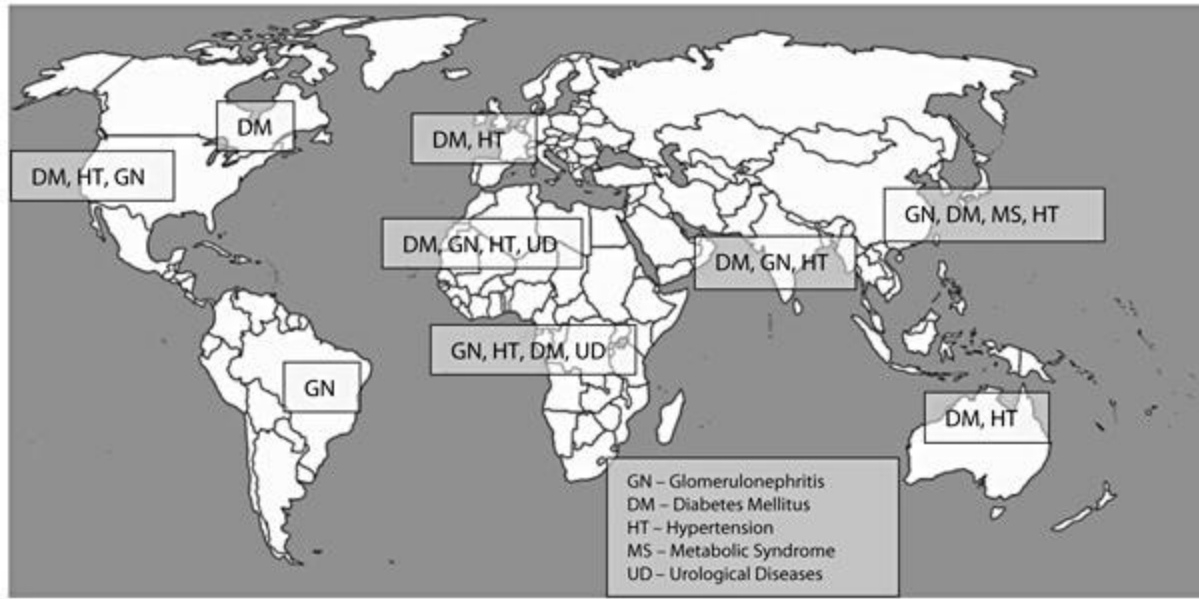 DM
DM, HT
DM, HT, GN
GN, DM, MS, HT
DM, GN, HT, UD
DM, GN, HT
GN, HT, DM, UD
GN
DM, HT
GN – Glomerulonephritis
DM – Diabetes Mellitus
HT – Hypertension
MS – Metabolic Syndrome
UD – Urological Diseases